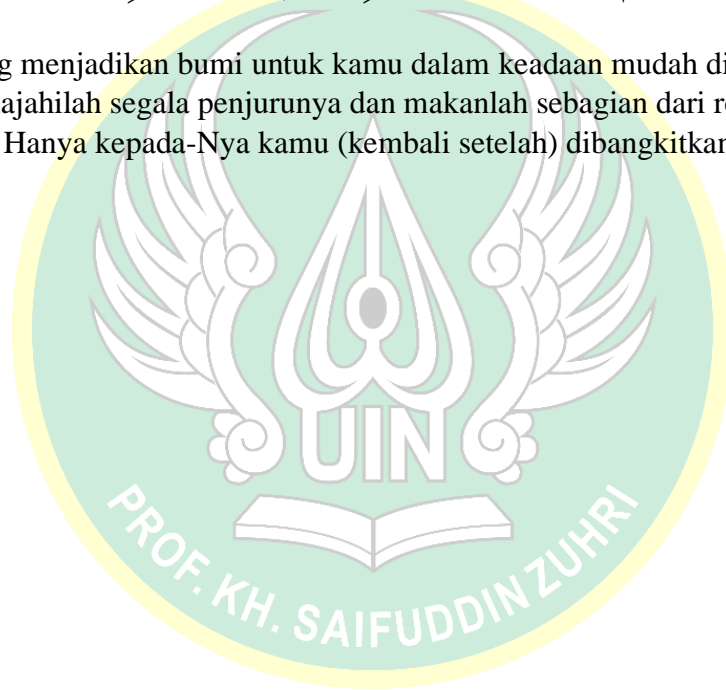 g menjadikan bumi untuk kamu dalam keadaan mudah di
ajahilah segala penjurunya dan makanlah sebagian dari r
Hanya kepada-Nya kamu (kembali setelah) dibangkitkan
UIN
PROF. KH. SAIFUDDIN ZUHRI